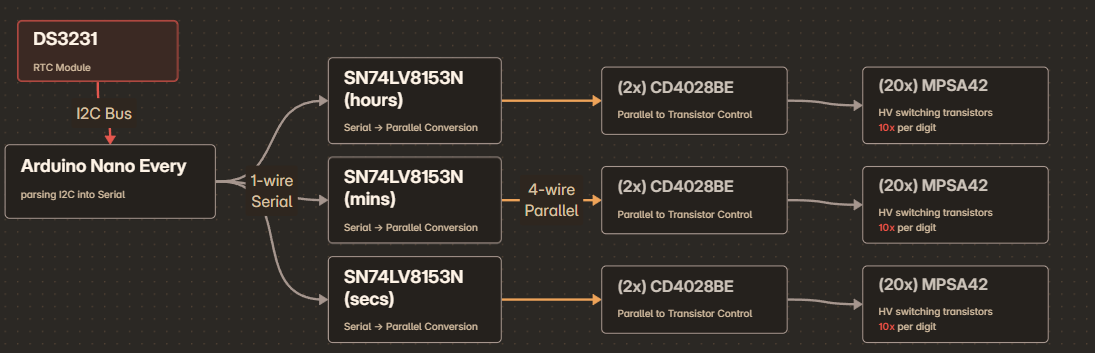 DS3231
RTC Module
I2C Bus
Arduino Nano Every
parsing I2C into Serial
1-wire
Serial
SN74LV8153N
(hours)
Serial → Parallel Conversion
(2x) CD4028BE
Parallel to Transistor Control
(20x) MPSA42
HV switching transistors
10x per digit
SN74LV8153N
(mins)
Serial → Parallel Conversion
4-wire
Parallel
(2x) CD4028BE
Parallel to Transistor Control
(20x) MPSA42
HV switching transistors
10x per digit
SN74LV8153N
(secs)
Serial → Parallel Conversion
(2x) CD4028BE
Parallel to Transistor Control
(20x) MPSA42
HV switching transistors
10x per digit